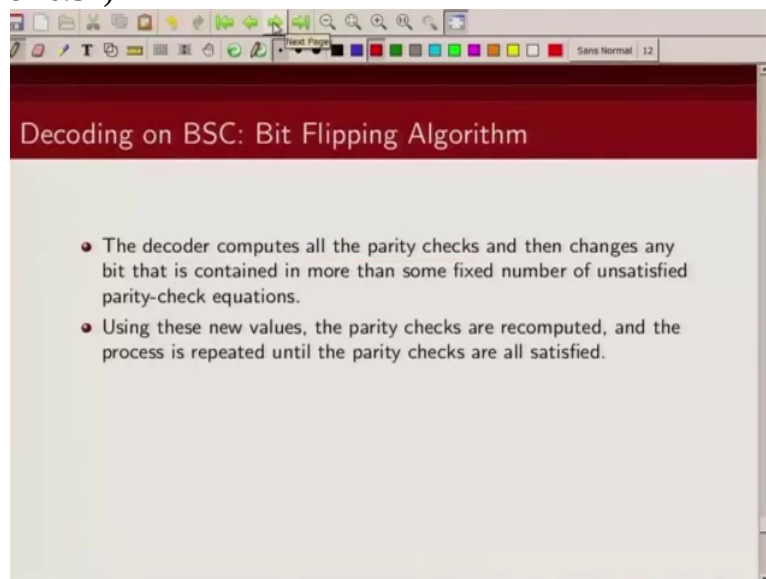 Next Page
Sans Normal 12
Decoding on BSC: Bit Flipping Algorithm
The decoder computes all the parity checks and then changes any
bit that is contained in more than some fixed number of unsatisfied
parity-check equations.
Using these new values, the parity checks are recomputed, and the
process is repeated until the parity checks are all satisfied.